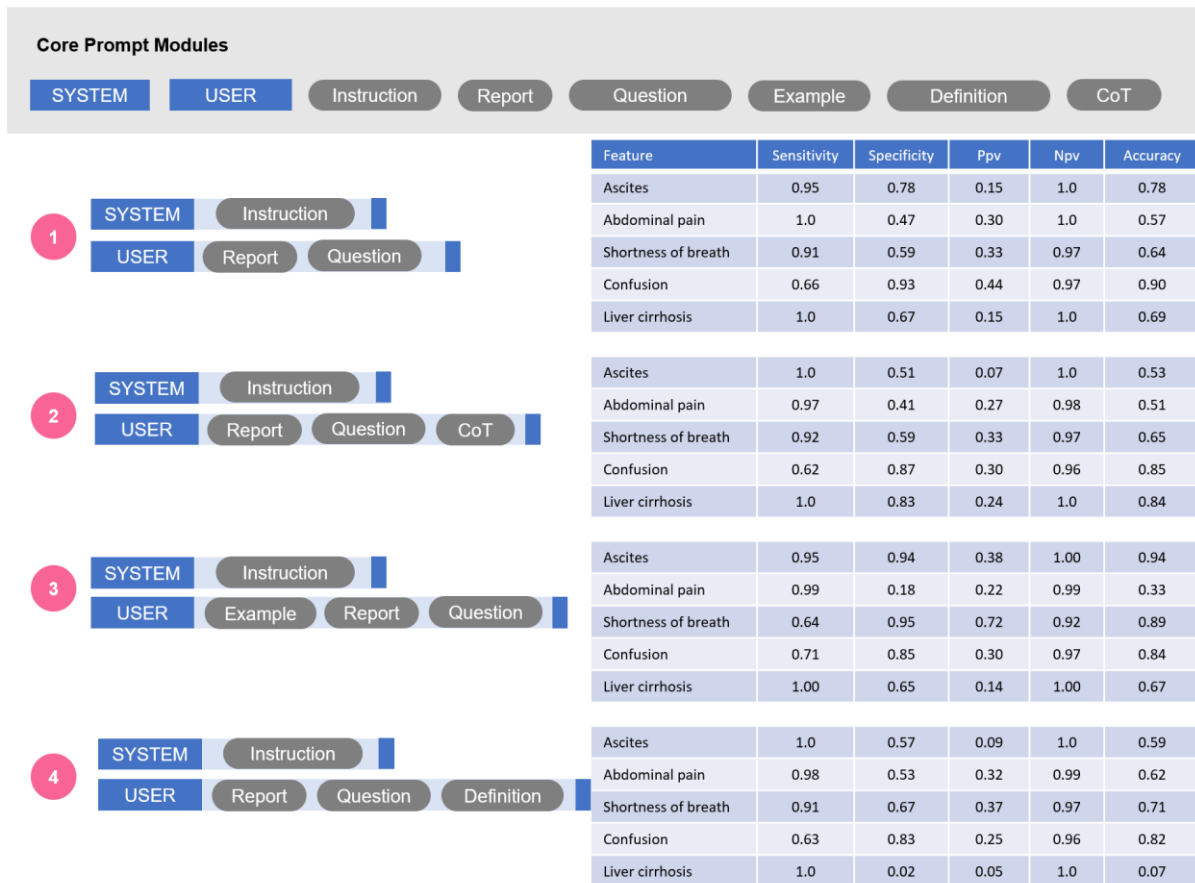 Core Prompt Modules
SYSTEM USER Instruction Report Question Example Definition CoT
Feature Sensitivity Specificity Ppv Npv Accuracy
1
SYSTEM Instruction
USER Report Question
Ascites 0.95 0.78 0.15 1.0 0.78
Abdominal pain 1.0 0.47 0.30 1.0 0.57
Shortness of breath 0.91 0.59 0.33 0.97 0.64
Confusion 0.66 0.93 0.44 0.97 0.90
Liver cirrhosis 1.0 0.67 0.15 1.0 0.69
2
SYSTEM Instruction
USER Report Question CoT
Ascites 1.0 0.51 0.07 1.0 0.53
Abdominal pain 0.97 0.41 0.27 0.98 0.51
Shortness of breath 0.92 0.59 0.33 0.97 0.65
Confusion 0.62 0.87 0.30 0.96 0.85
Liver cirrhosis 1.0 0.83 0.24 1.0 0.84
3
SYSTEM Instruction
USER Example Report Question
Ascites 0.95 0.94 0.38 1.00 0.94
Abdominal pain 0.99 0.18 0.22 0.99 0.33
Shortness of breath 0.64 0.95 0.72 0.92 0.89
Confusion 0.71 0.85 0.30 0.97 0.84
Liver cirrhosis 1.00 0.65 0.14 1.00 0.67
4
SYSTEM Instruction
USER Report Question Definition
Ascites 1.0 0.57 0.09 1.0 0.59
Abdominal pain 0.98 0.53 0.32 0.99 0.62
Shortness of breath 0.91 0.67 0.37 0.97 0.71
Confusion 0.63 0.83 0.25 0.96 0.82
Liver cirrhosis 1.0 0.02 0.05 1.0 0.07